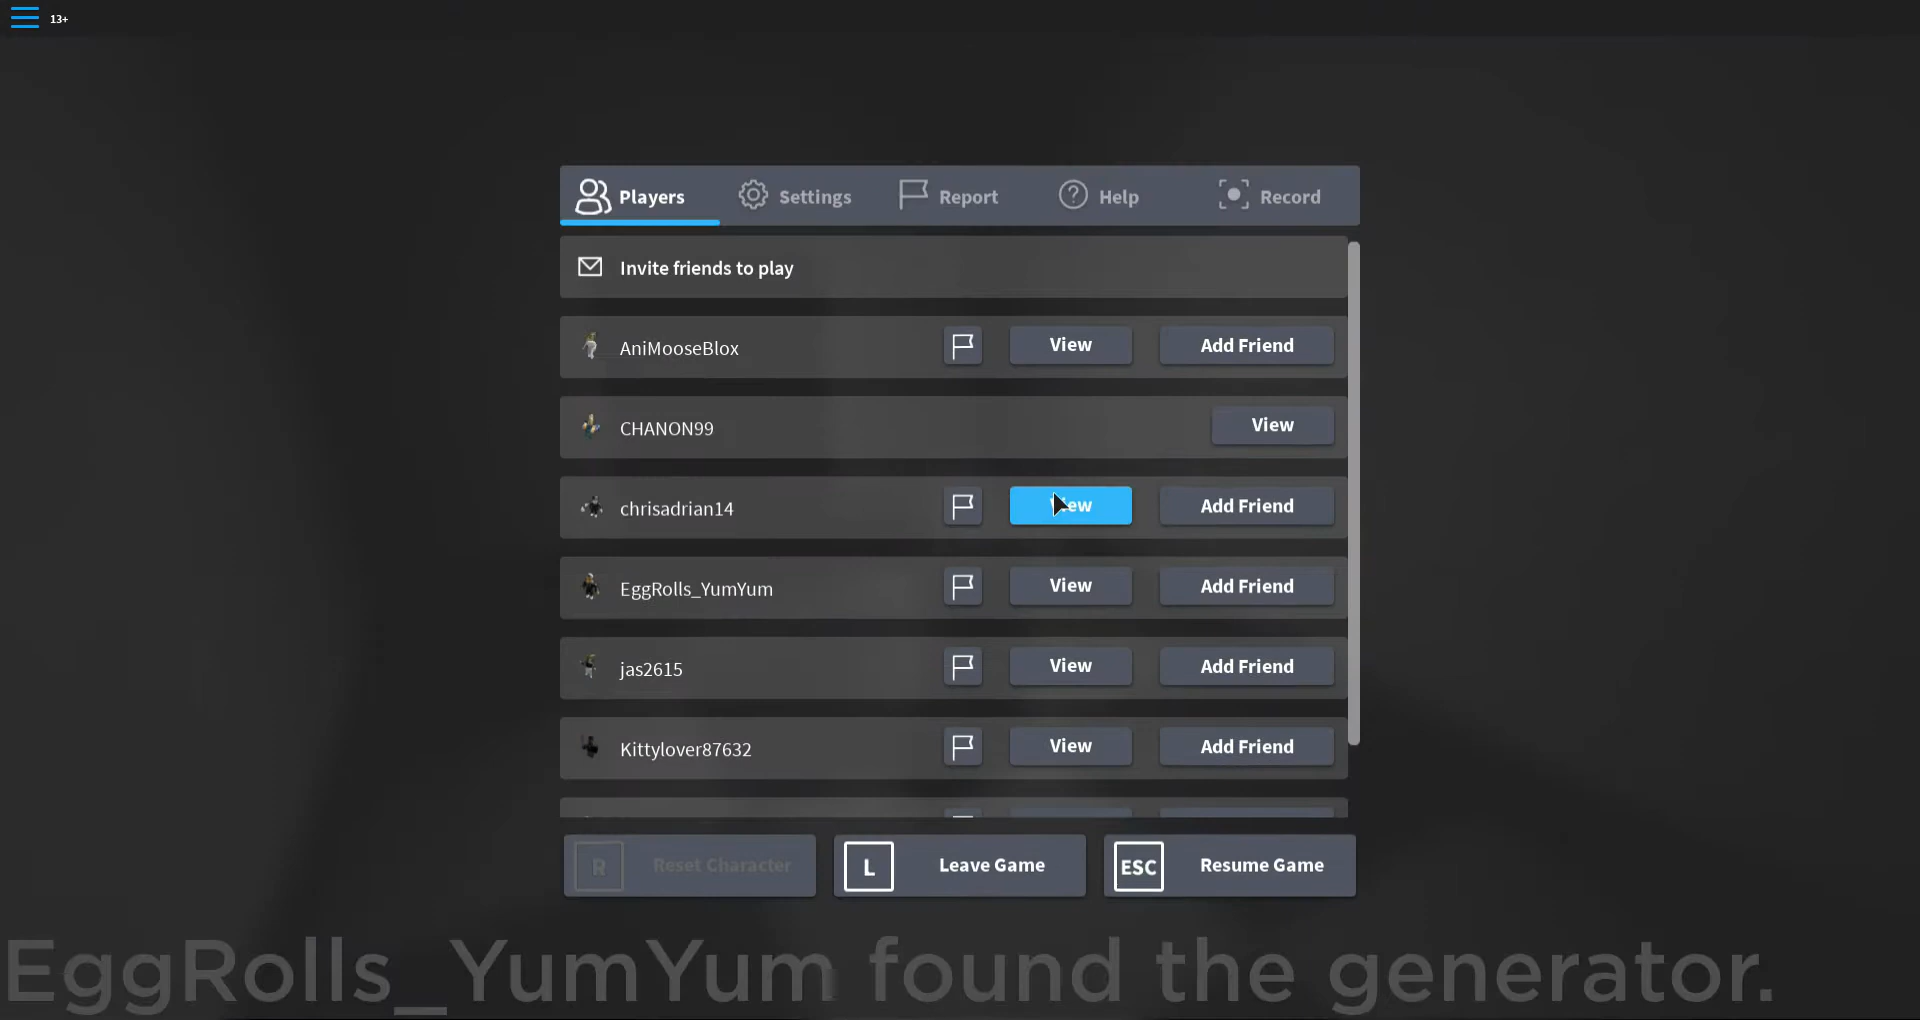 13+
Players Settings Report Help Record
Invite friends to play
AniMooseBlox View Add Friend
CHANON99 View
chrisadrian14 View Add Friend
EggRolls_YumYum View Add Friend
jas2615 View Add Friend
Kittylover87632 View Add Friend
R Reset Character L Leave Game ESC Resume Game
EggRolls_YumYum found the generator.